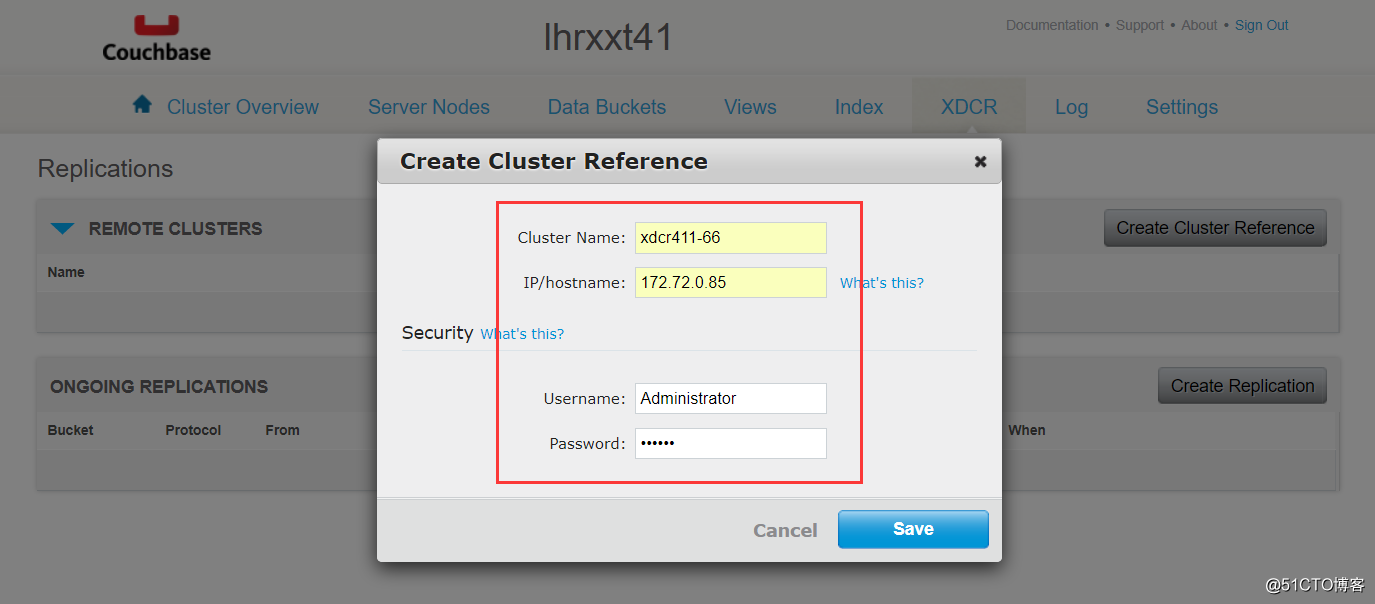 Couchbase
lhrxxt41
Documentation • Support • About • Sign Out
Cluster Overview Server Nodes Data Buckets Views Index XDCR Log Settings
Replications
REMOTE CLUSTERS
Create Cluster Reference
Name
ONGOING REPLICATIONS
Create Replication
Bucket Protocol From When
Create Cluster Reference
Cluster Name: xdcr411-66
IP/hostname: 172.72.0.85 What's this?
Security What's this?
Username: Administrator
Password: ••••••
Cancel Save
@51CTO博客